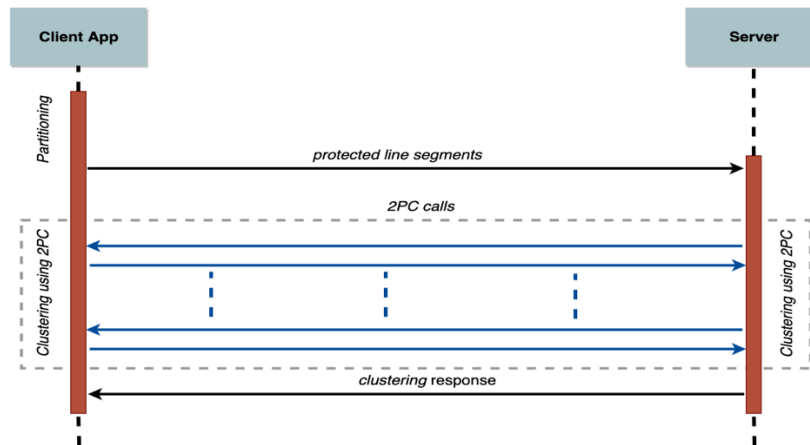 Client App
Server
Partitioning
protected line segments
2PC calls
Clustering using 2PC
Clustering using 2PC
clustering response